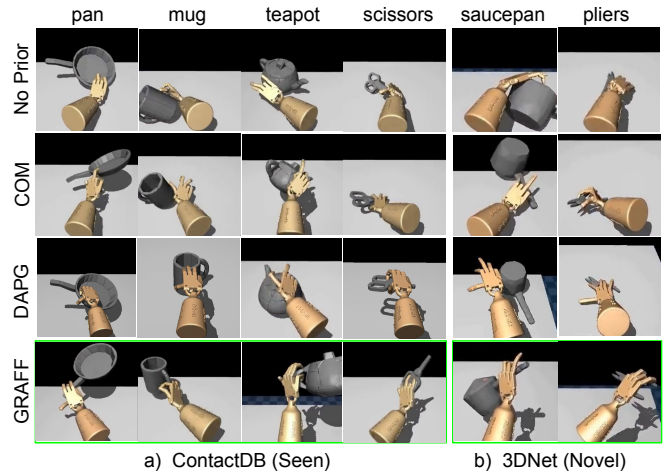 pan mug teapot scissors saucepan pliers
No Prior
COM
DAPG
GRAFF
a) ContactDB (Seen) b) 3DNet (Novel)